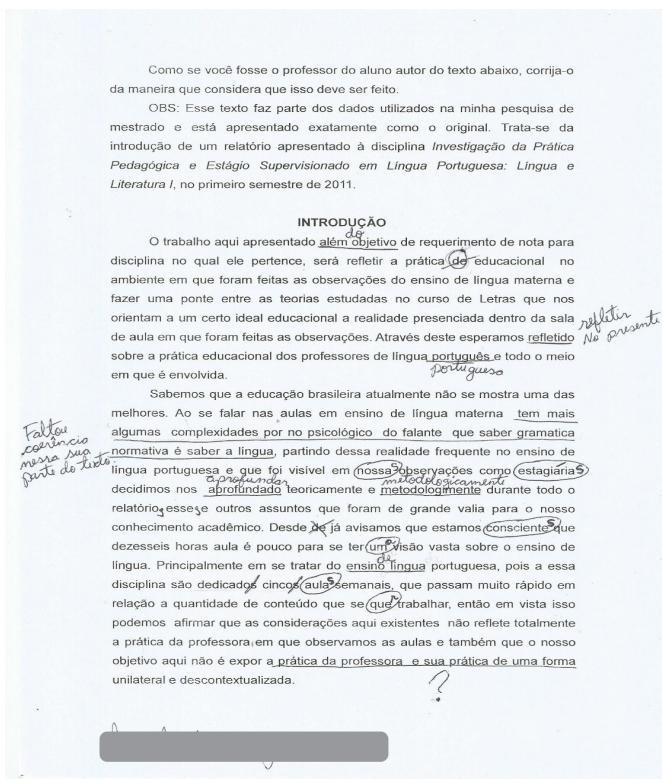 Como se você fosse o professor do aluno autor do texto abaixo, corrija-o
da maneira que considera que isso deve ser feito.
OBS: Esse texto faz parte dos dados utilizados na minha pesquisa de
mestrado e está apresentado exatamente como o original. Trata-se da
introdução de um relatório apresentado à disciplina Investigação da Prática
Pedagógica e Estágio Supervisionado em Língua Portuguesa: Língua e
Literatura I, no primeiro semestre de 2011.
INTRODUÇÃO
do
O trabalho aqui apresentado além objetivo de requerimento de nota para
disciplina no qual ele pertence, será refletir a prática de educacional no
ambiente em que foram feitas as observações do ensino de língua materna e
fazer uma ponte entre as teorias estudadas no curso de Letras que nos
orientam a um certo ideal educacional a realidade presenciada dentro da sala
de aula em que foram feitas as observações. Através deste esperamos refletido
refletir
No presente
sobre a prática educacional dos professores de língua português e todo o meio
portuguesa
em que é envolvida.
Sabemos que a educação brasileira atualmente não se mostra uma das
melhores. Ao se falar nas aulas em ensino de língua materna tem mais
algumas complexidades por no psicológico do falante que saber gramatica
normativa é saber a língua, partindo dessa realidade frequente no ensino de
Faltou
coerência
nessa sua
parte do texto.
língua portuguesa e que foi visível em nossa s observações como estagiária s
aprofundar metodologicamente
decidimos nos aprofundado teoricamente e metodologimente durante todo o
relatório, esse s e outros assuntos que foram de grande valia para o nosso
conhecimento acadêmico. Desde de já avisamos que estamos consciente s que
dezesseis horas aula é pouco para se ter um a visão vasta sobre o ensino de
de
língua. Principalmente em se tratar do ensino língua portuguesa, pois a essa
disciplina são dedicados cincos aula s semanais, que passam muito rápido em
relação a quantidade de conteúdo que se que r trabalhar, então em vista isso
podemos afirmar que as considerações aqui existentes não reflete totalmente
a prática da professora, em que observamos as aulas e também que o nosso
objetivo aqui não é expor a prática da professora e sua prática de uma forma
unilateral e descontextualizada.
?